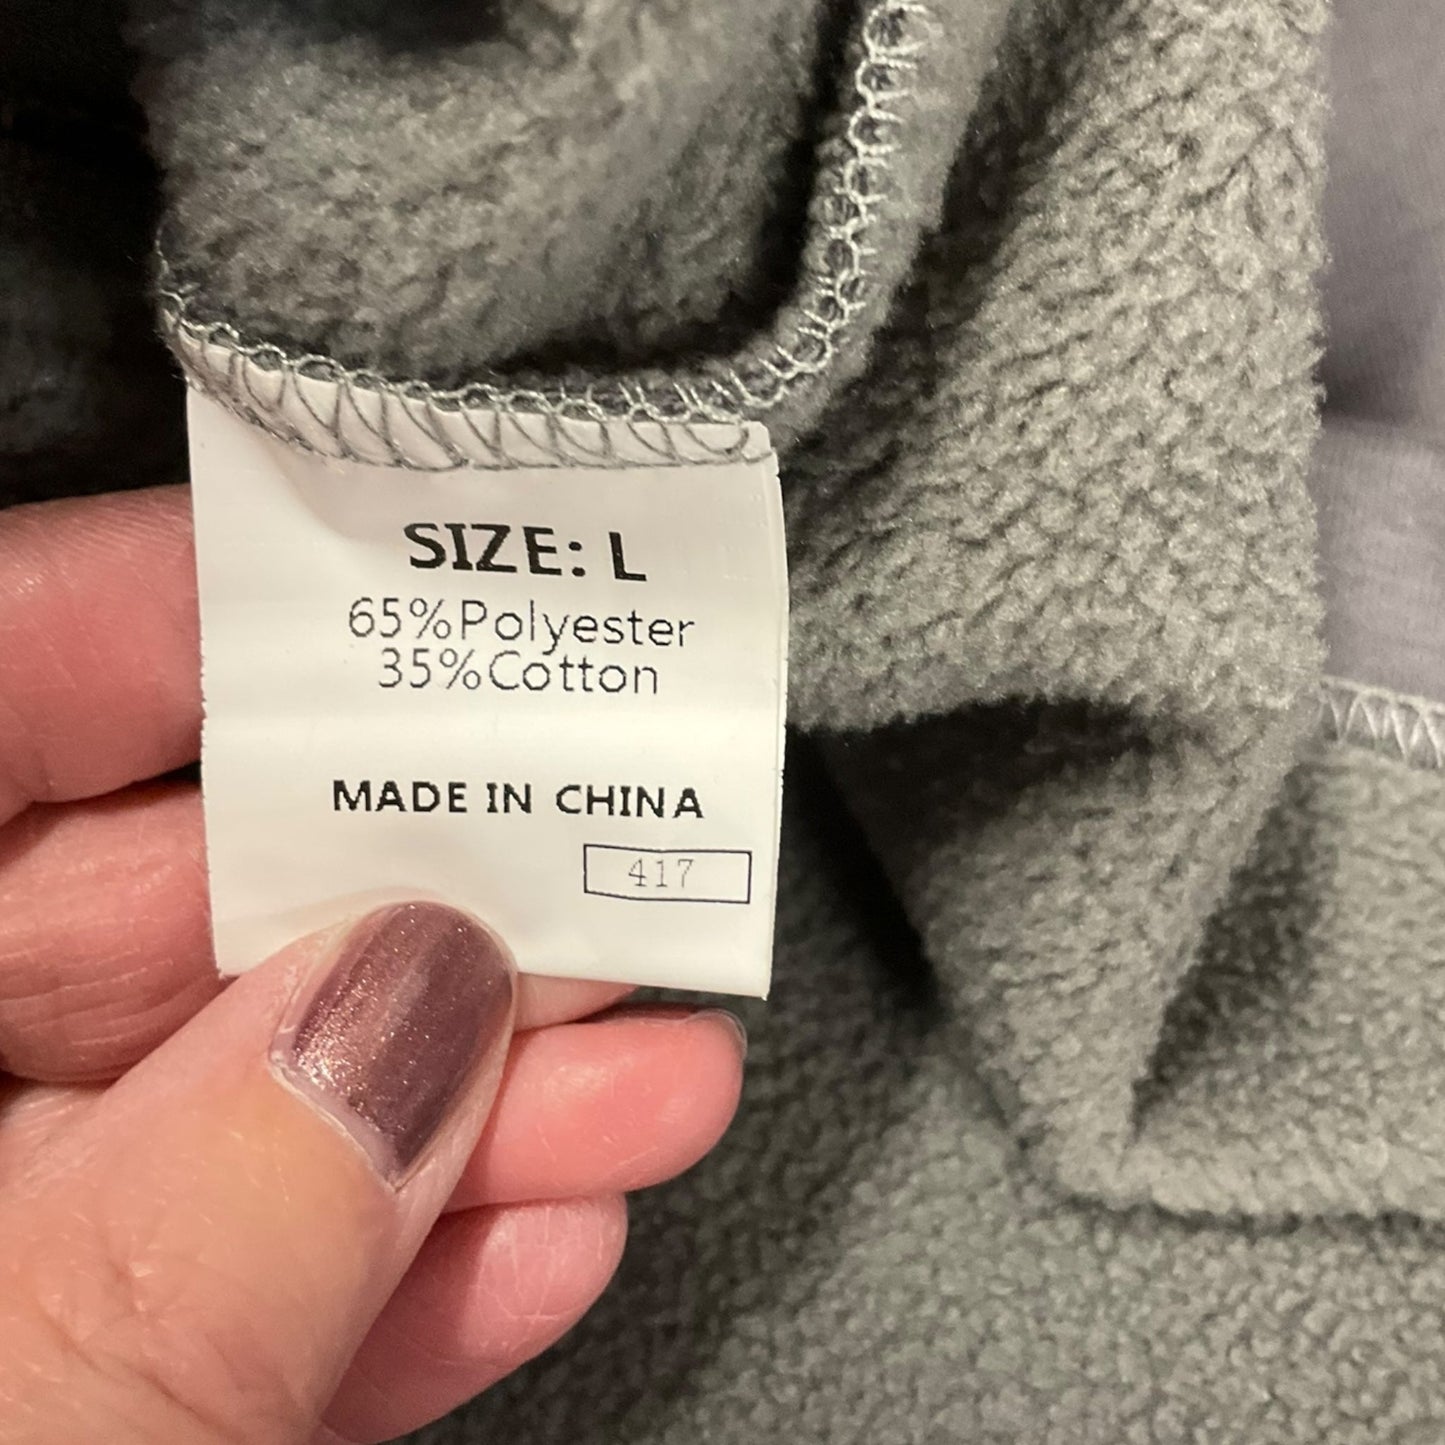 SIZE: L
65%Polyester
35%Cotton
MADE IN CHINA
417